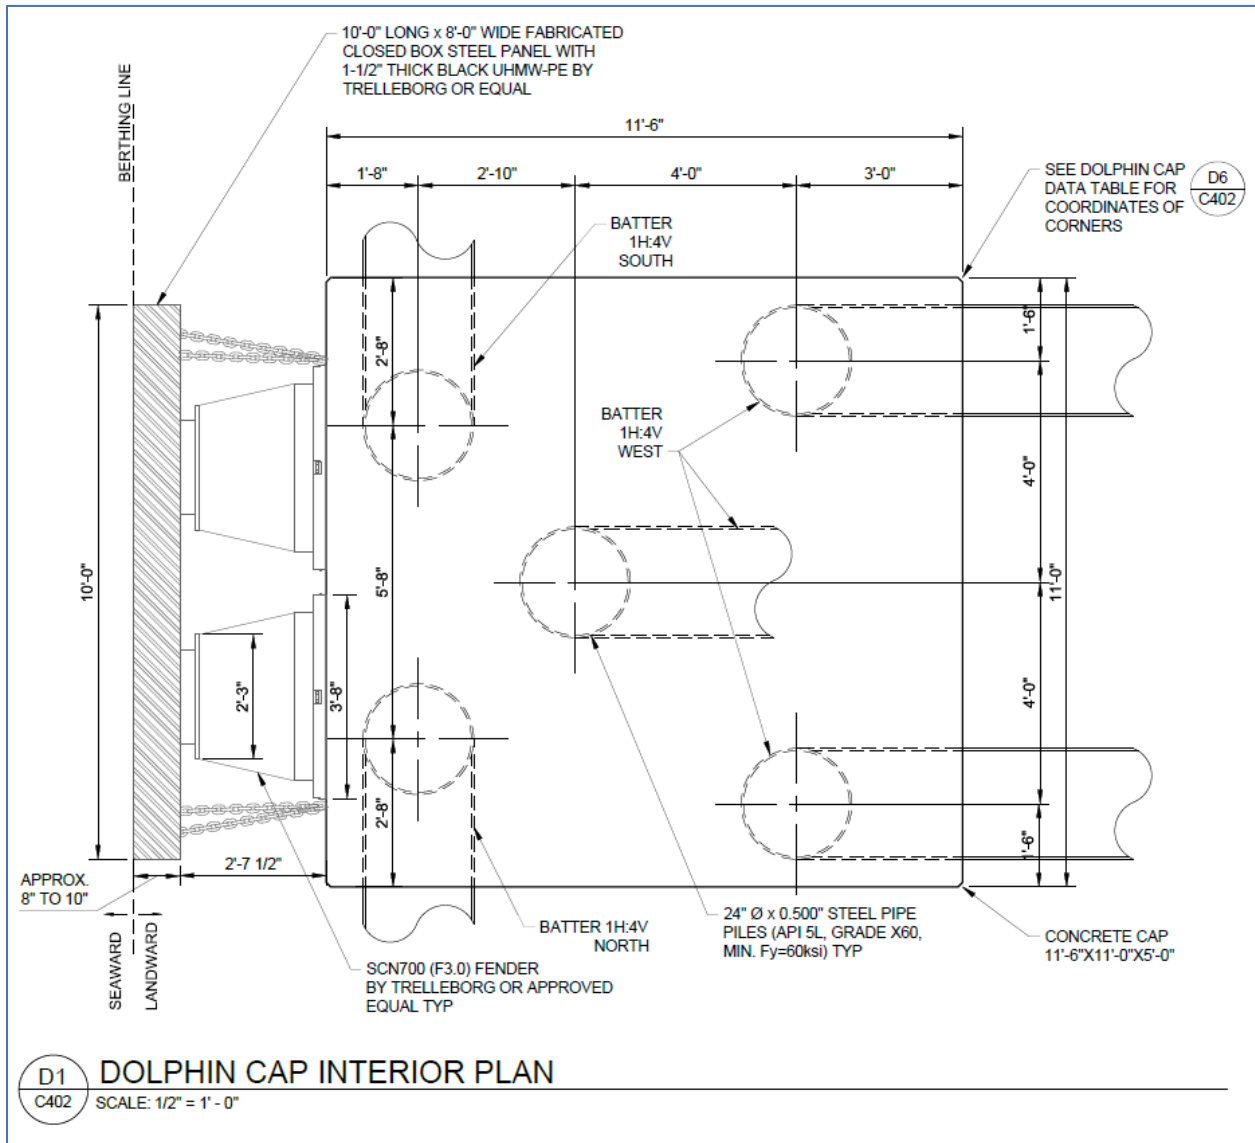 10'-0" LONG x 8'-0" WIDE FABRICATED
CLOSED BOX STEEL PANEL WITH
1-1/2" THICK BLACK UHMW-PE BY
TRELLEBORG OR EQUAL
BERTHING LINE
11'-6"
1'-8"
2'-10"
4'-0"
3'-0"
SEE DOLPHIN CAP
DATA TABLE FOR
COORDINATES OF
CORNERS
D6
C402
BATTER
1H:4V
SOUTH
2'-8"
1'-6"
BATTER
1H:4V
WEST
4'-0"
10'-0"
5'-8"
11'-0"
2'-3"
3'-8"
4'-0"
2'-8"
1'-6"
2'-7 1/2"
APPROX.
8" TO 10"
SEAWARD
LANDWARD
BATTER 1H:4V
NORTH
24" Ø x 0.500" STEEL PIPE
PILES (API 5L, GRADE X60,
MIN. Fy=60ksi) TYP
CONCRETE CAP
11'-6"X11'-0"X5'-0"
SCN700 (F3.0) FENDER
BY TRELLEBORG OR APPROVED
EQUAL TYP
D1
C402
DOLPHIN CAP INTERIOR PLAN
SCALE: 1/2" = 1' - 0"